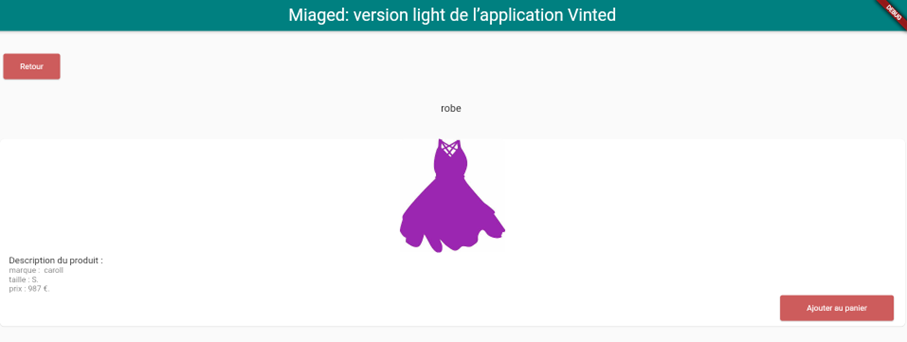 Miaged: version light de l’application Vinted
DEBUG
Retour
robe
Description du produit :
marque :  caroll
taille : S.
prix : 987 €.
Ajouter au panier